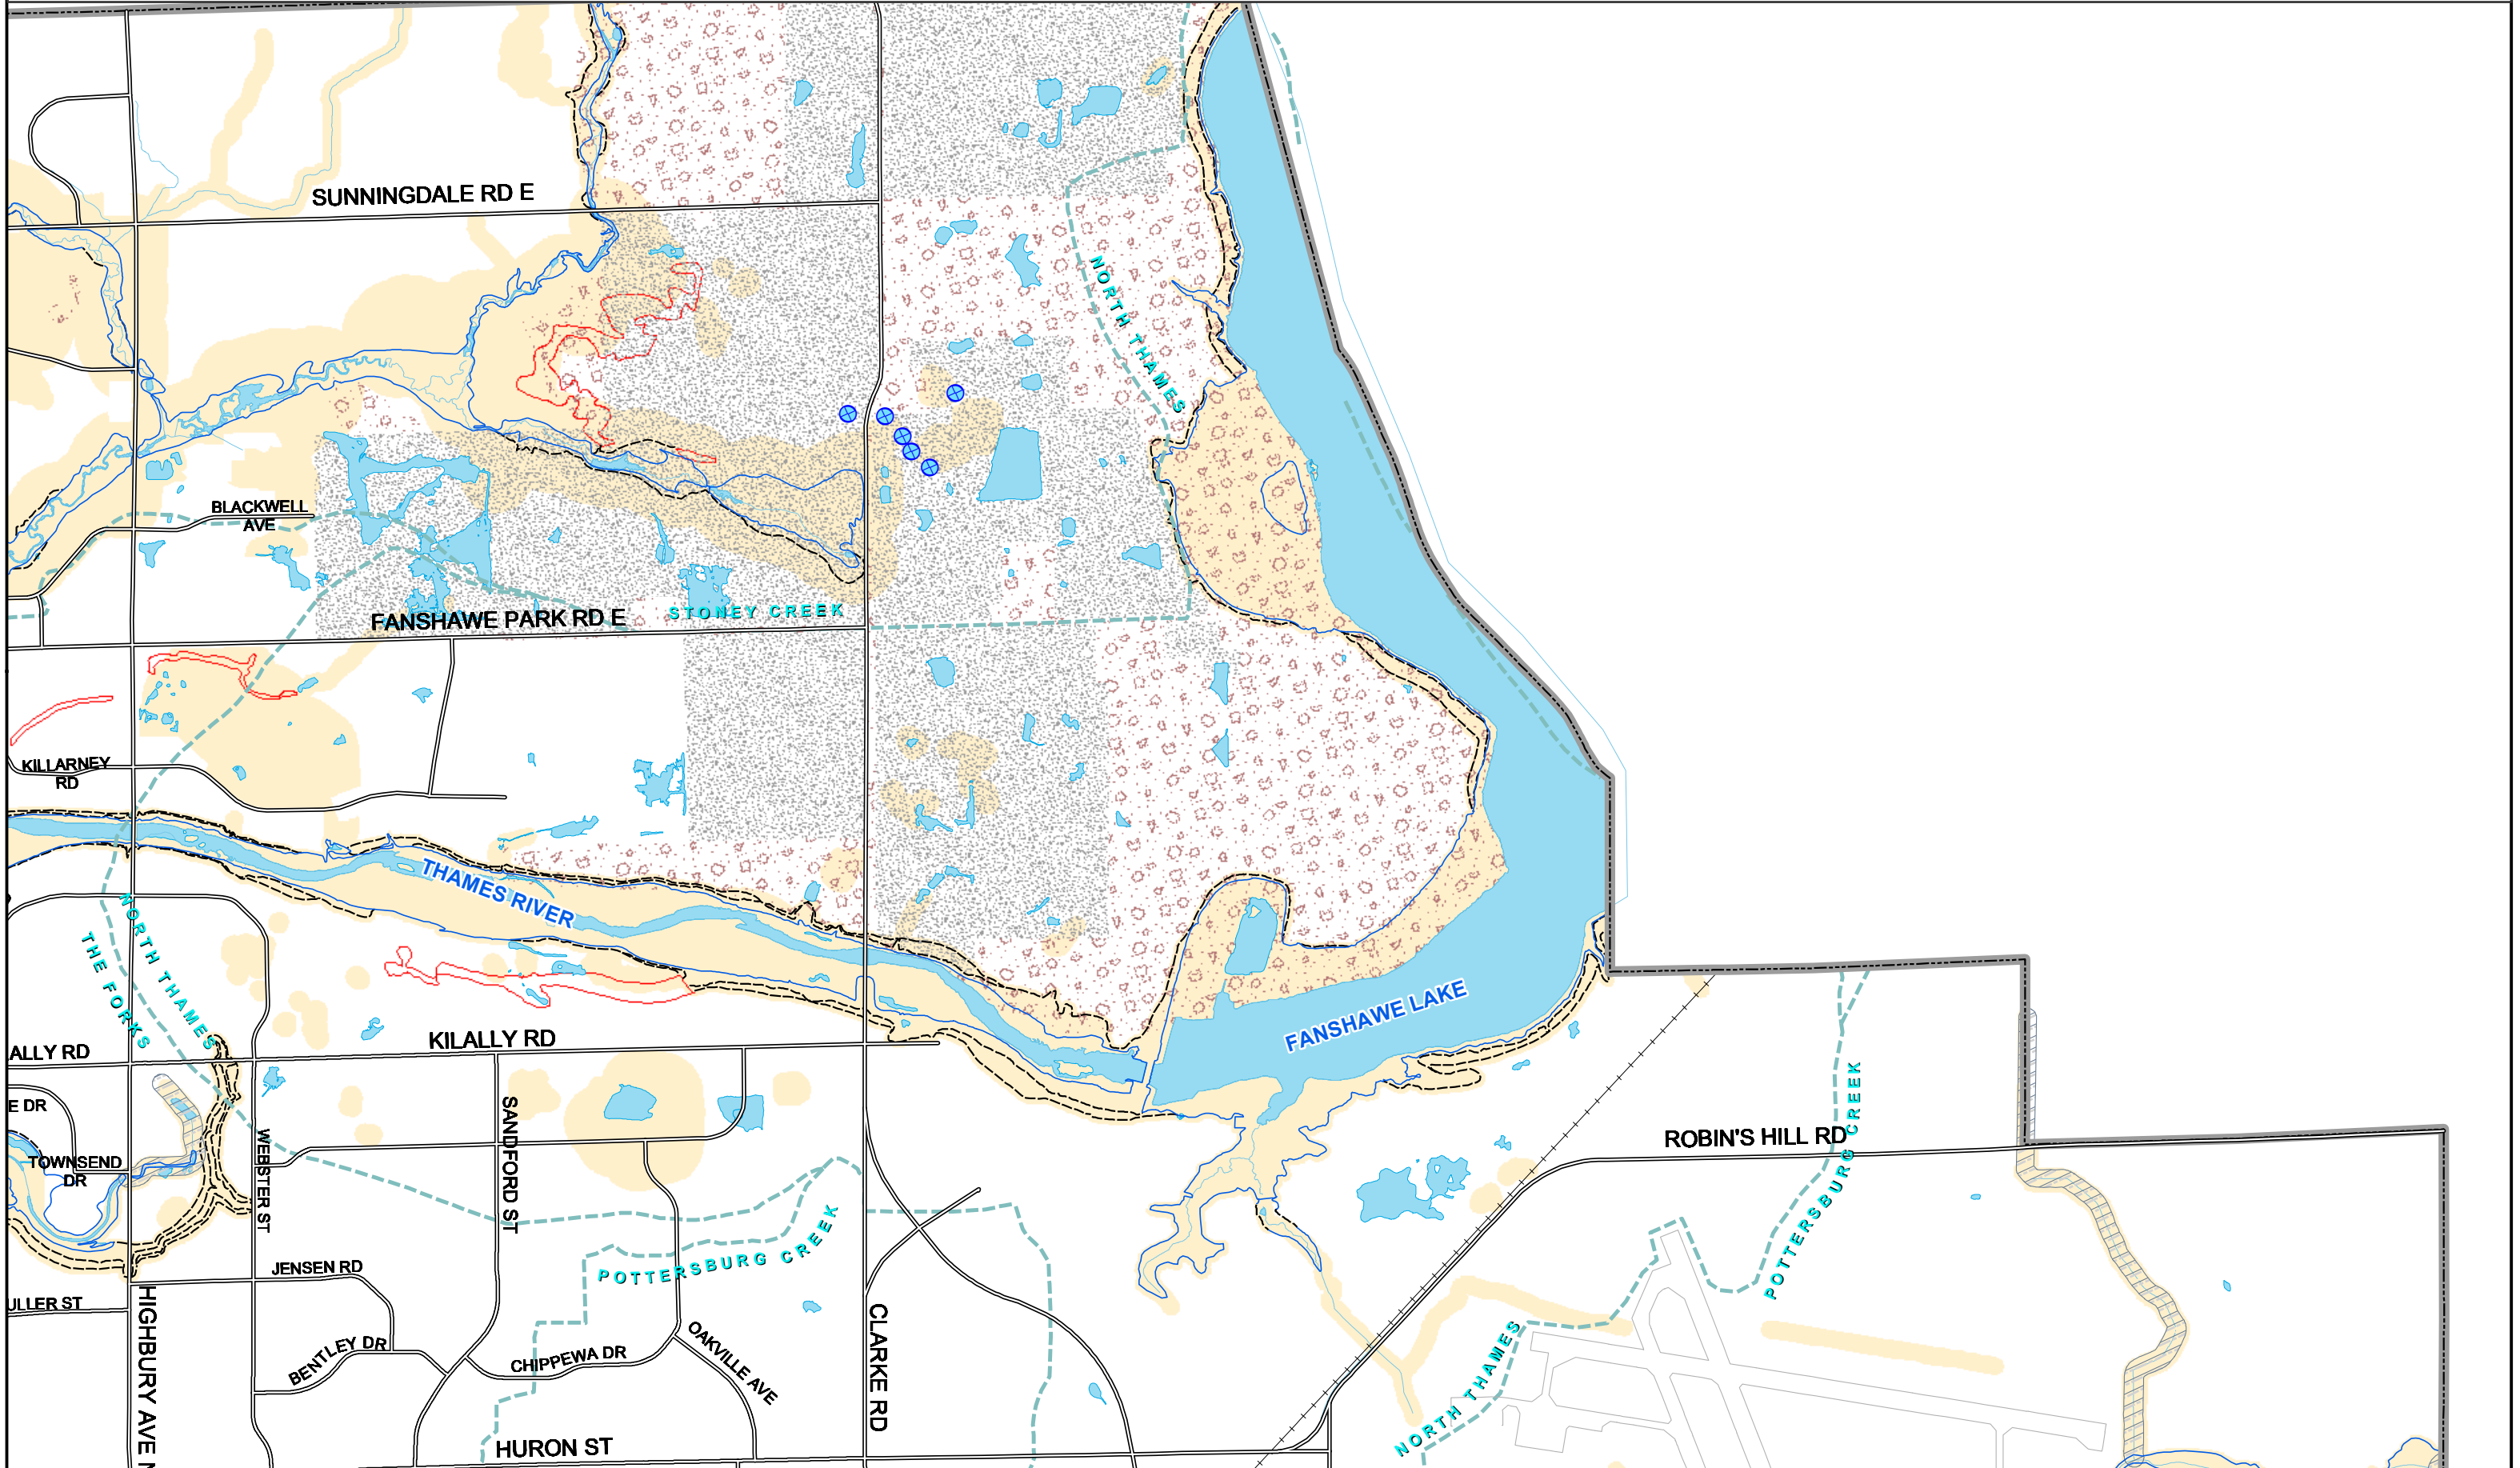 SUNNINGDALE RD E
NORTH THAMES
BLACKWELL
AVE
FANSHAWE PARK RD E
STONEY CREEK
KILLARNEY
RD
THAMES RIVER
NORTH THAMES
THE FORKS
FANSHAWE LAKE
ALLY RD
KILALLY RD
E DR
SANDFORD ST
WEBSTER ST
ROBIN'S HILL RD
POTTERSBURG CREEK
TOWNSEND
DR
POTTERSBURG CREEK
JENSEN RD
ULLER ST
HIGHBURY AVE N
BENTLEY DR
CHIPPEWA DR
OAKVILLE AVE
CLARKE RD
NORTH THAMES
HURON ST